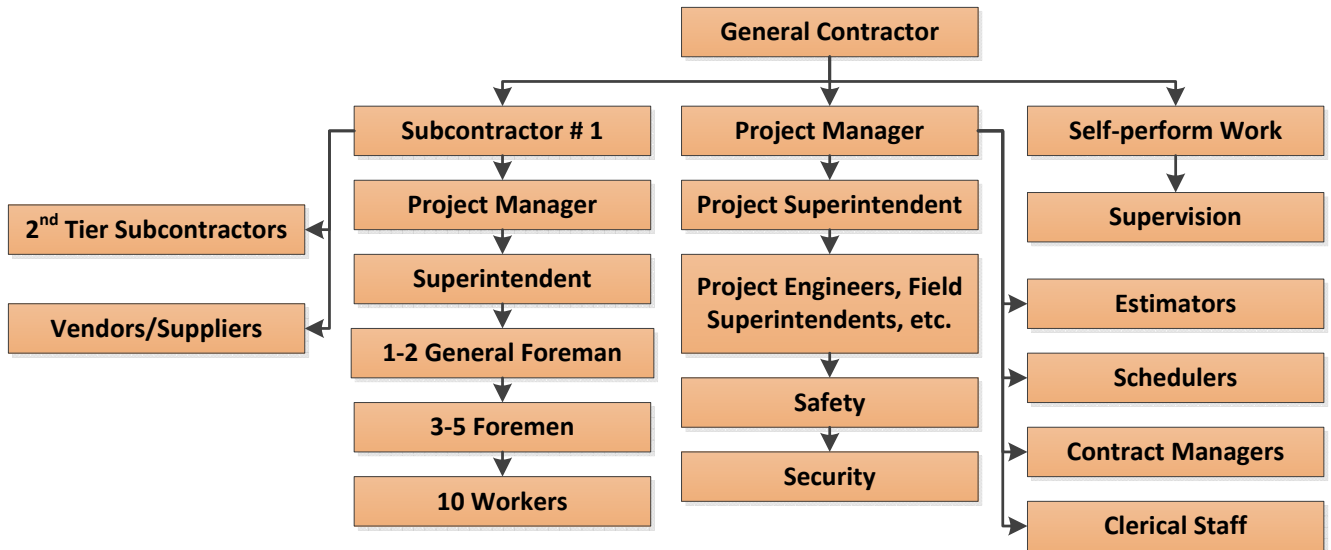 General Contractor
Subcontractor # 1
Project Manager
Self-perform Work
2nd Tier Subcontractors
Vendors/Suppliers
Project Manager
Superintendent
1-2 General Foreman
3-5 Foremen
10 Workers
Project Superintendent
Project Engineers, Field
Superintendents, etc.
Safety
Security
Supervision
Estimators
Schedulers
Contract Managers
Clerical Staff